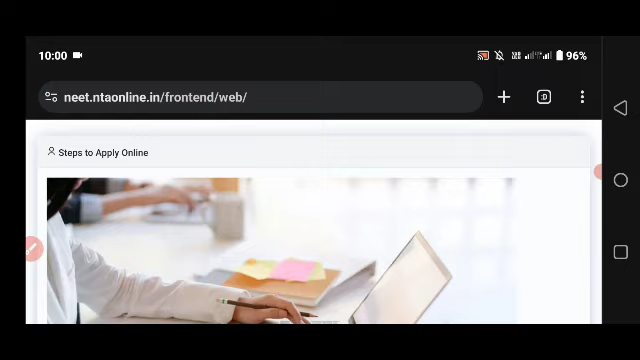 10:00 96%
neet.ntaonline.in/frontend/web/ :D
Steps to Apply Online